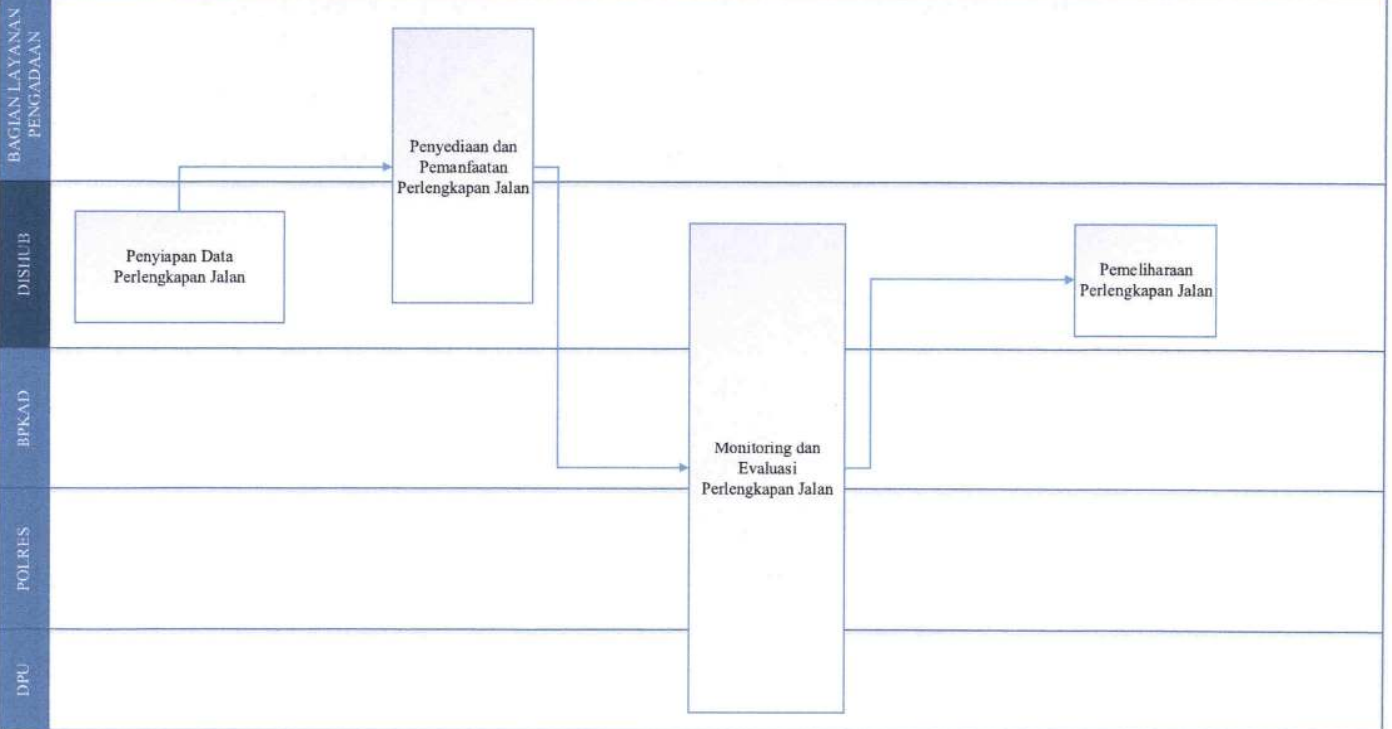 BAGIAN LAYANAN
PENGADAAN
Penyediaan dan
Pemanfaatan
Perlengkapan Jalan
DISHUB
Penyiapan Data
Perlengkapan Jalan
Pemeliharaan
Perlengkapan Jalan
BPKAD
Monitoring dan
Evaluasi
Perlengkapan Jalan
POLRES
DPU